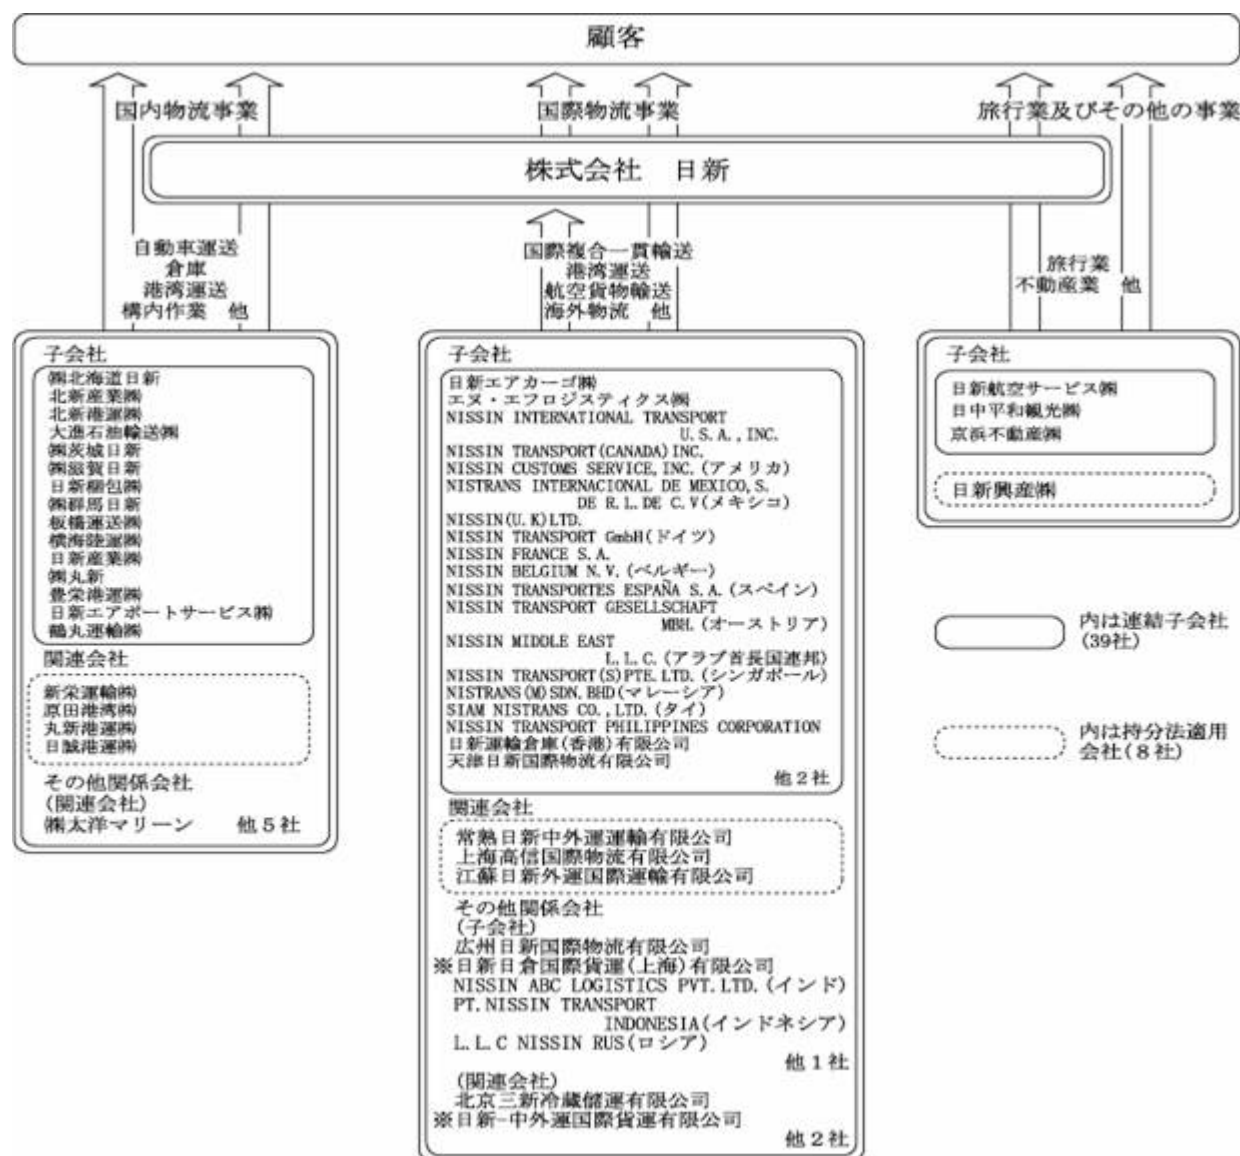 顧客
国内物流事業
国際物流事業
旅行業及びその他の事業
株式会社　日新
自動車運送
倉庫
港湾運送
構内作業　他
国際複合一貫輸送
港湾運送
航空貨物輸送
海外物流　他
旅行業
不動産業　他
子会社
㈱北海道日新
北新産業㈱
北新港運㈱
大進石油輸送㈱
㈱茨城日新
㈱滋賀日新
日新梱包㈱
㈱群馬日新
板橋運送㈱
横海陸運㈱
日新産業㈱
㈱丸新
豊栄港運㈱
日新エアポートサービス㈱
鶴丸運輸㈱
関連会社
新栄運輸㈱
原田港湾㈱
丸新港運㈱
日誠港運㈱
その他関係会社
(関連会社)
㈱太洋マリーン　他５社
子会社
日新エアカーゴ㈱
エヌ・エフロジスティクス㈱
NISSIN INTERNATIONAL TRANSPORT
U.S.A.,INC.
NISSIN TRANSPORT(CANADA)INC.
NISSIN CUSTOMS SERVICE,INC.(アメリカ)
NISTRANS INTERNACIONAL DE MEXICO,S.
DE R.L.DE C.V(メキシコ)
NISSIN(U.K)LTD.
NISSIN TRANSPORT GmbH(ドイツ)
NISSIN FRANCE S.A.
NISSIN BELGIUM N.V.(ベルギー)
NISSIN TRANSPORTES ESPAÑA S.A.(スペイン)
NISSIN TRANSPORT GESELLSCHAFT
MBH.(オーストリア)
NISSIN MIDDLE EAST
L.L.C.(アラブ首長国連邦)
NISSIN TRANSPORT(S)PTE.LTD.(シンガポール)
NISTRANS(M)SDN.BHD(マレーシア)
SIAM NISTRANS CO.,LTD.(タイ)
NISSIN TRANSPORT PHILIPPINES CORPORATION
日新運輸倉庫(香港)有限公司
天津日新国際物流有限公司
他２社
関連会社
常熟日新中外運運輸有限公司
上海高信国際物流有限公司
江蘇日新外運国際運輸有限公司
その他関係会社
(子会社)
広州日新国際物流有限公司
※日新日倉国際貨運(上海)有限公司
NISSIN ABC LOGISTICS PVT.LTD.(インド)
PT.NISSIN TRANSPORT
INDONESIA(インドネシア)
L.L.C NISSIN RUS(ロシア)
他１社
(関連会社)
北京三新冷蔵儲運有限公司
※日新-中外運国際貨運有限公司
他２社
子会社
日新航空サービス㈱
日中平和観光㈱
京浜不動産㈱
日新興産㈱
内は連結子会社
(39社)
内は持分法適用
会社(８社)